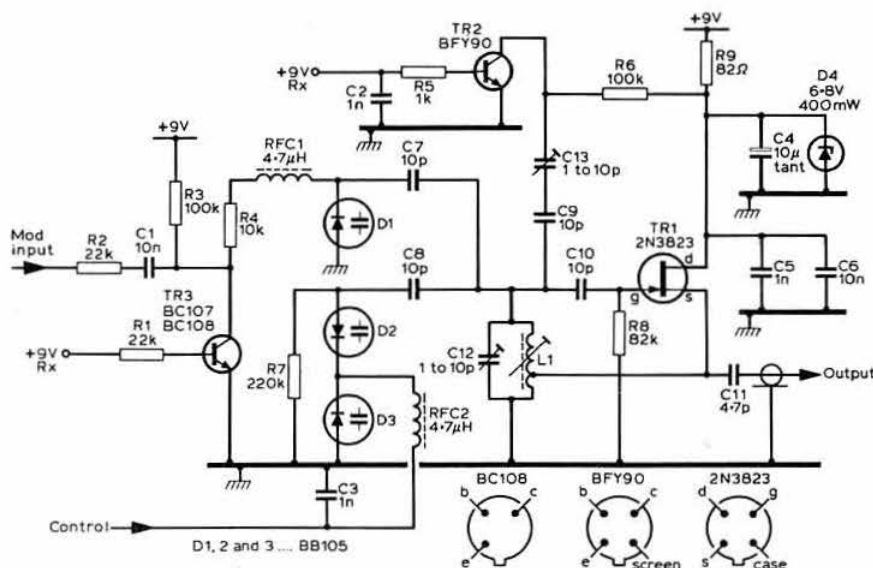 TR2
BFY90
+9V
Rx
R5
1k
C2
1n
R6
100k
+9V
R9
82Ω
D4
6·8V
400mW
C4
10μ
tant
+9V
RFC1
4·7μH
C7
10p
C13
1 to 10p
R3
100k
R4
10k
D1
C9
10p
TR1
2N3823
Mod
input
R2
22k
C1
10n
C8
10p
C10
10p
d
g
s
C5
1n
C6
10n
TR3
BC107
BC108
R1
22k
+9V
Rx
D2
R7
220k
C12
1 to 10p
L1
R8
82k
D3
RFC2
4·7μH
C11
4·7p
Output
C3
1n
Control
D1, 2 and 3 .... BB105
BC108
b
c
e
BFY90
b
c
e
screen
2N3823
d
g
s
case